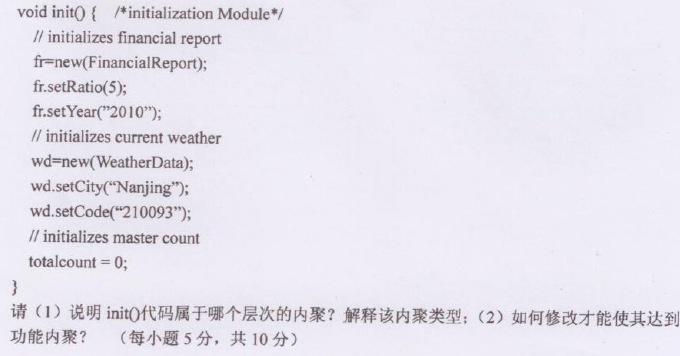 void init() {    /*initialization Module*/
// initializes financial report
fr=new(FinancialReport);
fr.setRatio(5);
fr.setYear("2010");
// initializes current weather
wd=new(WeatherData);
wd.setCity("Nanjing");
wd.setCode("210093");
// initializes master count
totalcount = 0;
}
请（1）说明 init()代码属于哪个层次的内聚？解释该内聚类型；（2）如何修改才能使其达到
功能内聚？ （每小题 5 分，共 10 分）